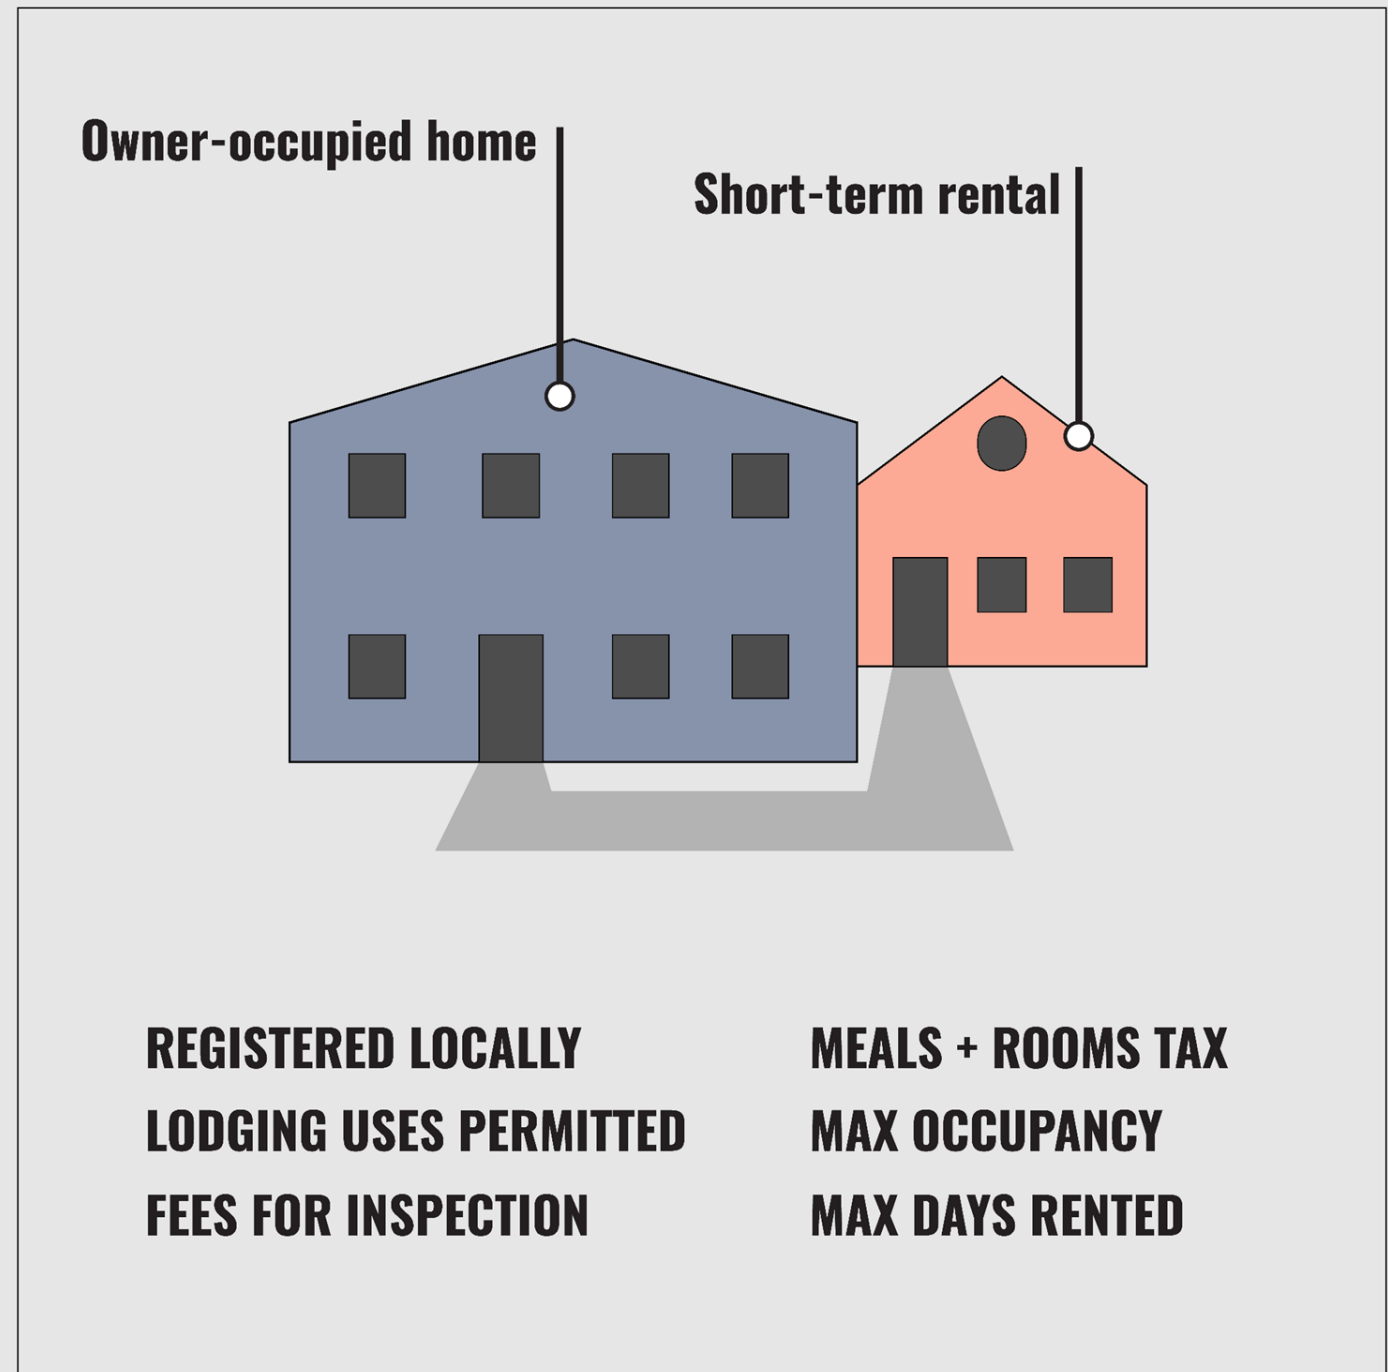 Owner-occupied home
Short-term rental
REGISTERED LOCALLY
LODGING USES PERMITTED
FEES FOR INSPECTION
MEALS + ROOMS TAX
MAX OCCUPANCY
MAX DAYS RENTED